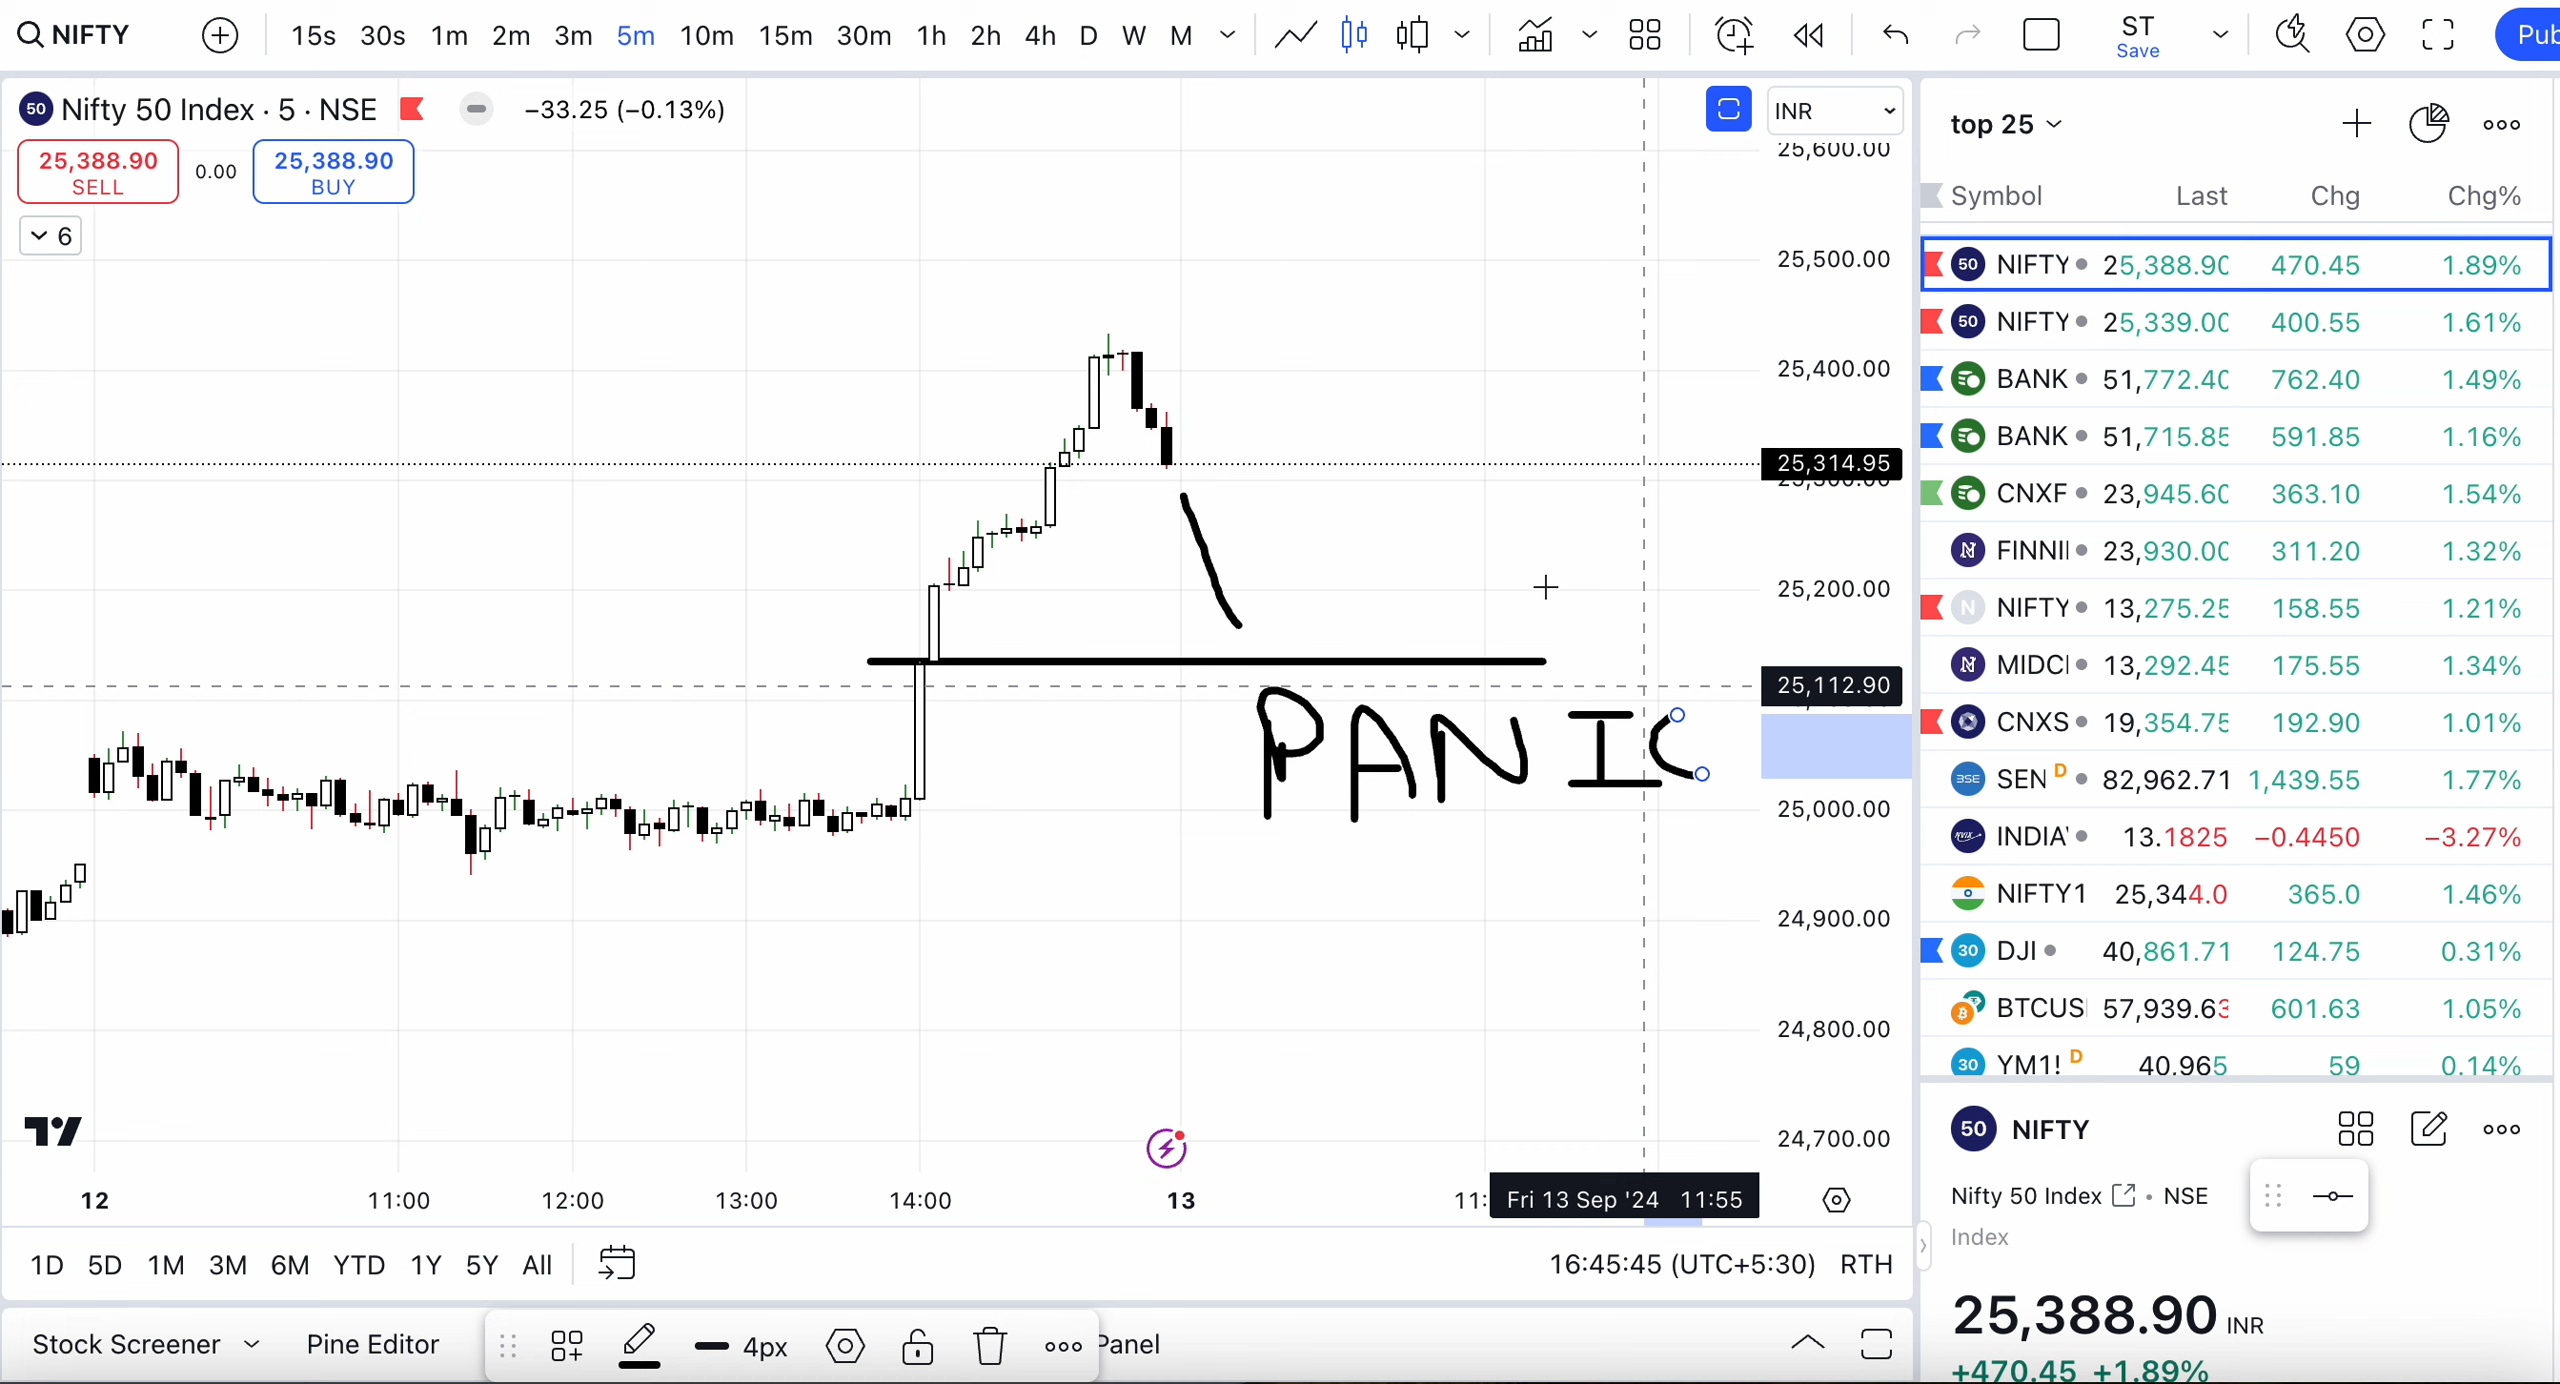 NIFTY 15s 30s 1m 2m 3m 5m 10m 15m 30m 1h 2h 4h D W M ST Save Pub
50 Nifty 50 Index · 5 · NSE −33.25 (−0.13%) INR
25,388.90 SELL 0.00 25,388.90 BUY
6
25,600.00
25,500.00
25,400.00
25,314.95
25,300.00
25,200.00
25,112.90
PANIC
25,000.00
24,900.00
24,800.00
24,700.00
12 11:00 12:00 13:00 14:00 13 11: Fri 13 Sep '24 11:55
1D 5D 1M 3M 6M YTD 1Y 5Y All 16:45:45 (UTC+5:30) RTH
Stock Screener Pine Editor 4px Panel
top 25
Symbol Last Chg Chg%
50 NIFTY 25,388.90 470.45 1.89%
50 NIFTY 25,339.00 400.55 1.61%
BANK 51,772.40 762.40 1.49%
BANK 51,715.85 591.85 1.16%
CNXF 23,945.60 363.10 1.54%
FINNI 23,930.00 311.20 1.32%
N NIFTY 13,275.25 158.55 1.21%
MIDC 13,292.45 175.55 1.34%
CNXS 19,354.75 192.90 1.01%
BSE SEN D 82,962.71 1,439.55 1.77%
INDIA 13.1825 −0.4450 −3.27%
NIFTY1 25,344.0 365.0 1.46%
30 DJI 40,861.71 124.75 0.31%
BTCUS 57,939.63 601.63 1.05%
30 YM1! D 40,965 59 0.14%
50 NIFTY
Nifty 50 Index • NSE
Index
25,388.90 INR
+470.45 +1.89%